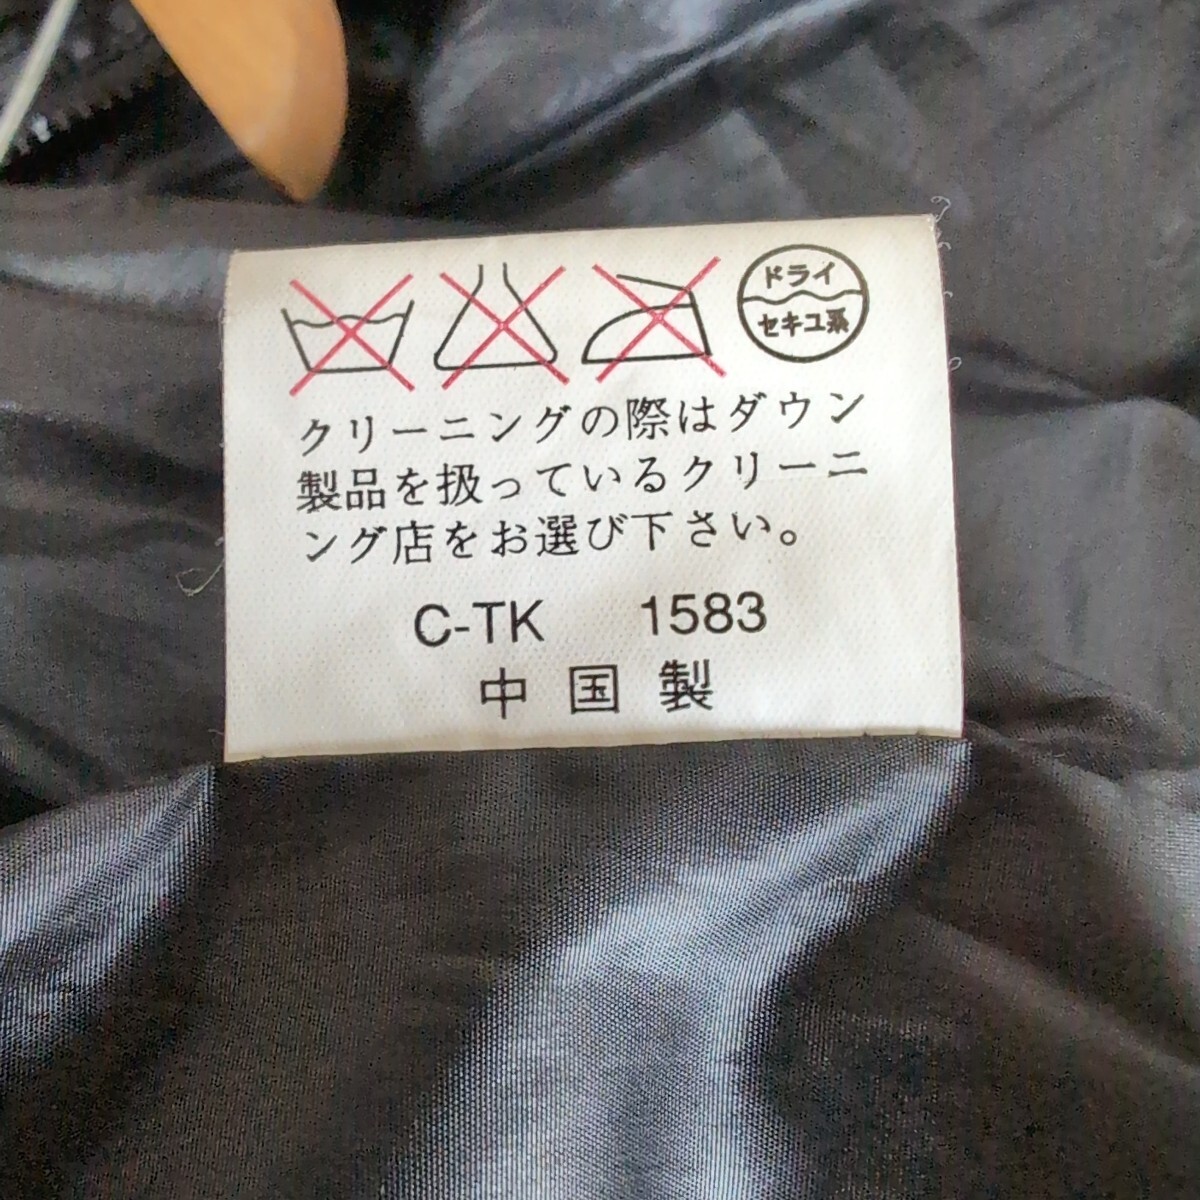 ドライ
セキユ系
クリーニングの際はダウン
製品を扱っているクリーニ
ング店をお選び下さい。
C-TK 1583
中国製